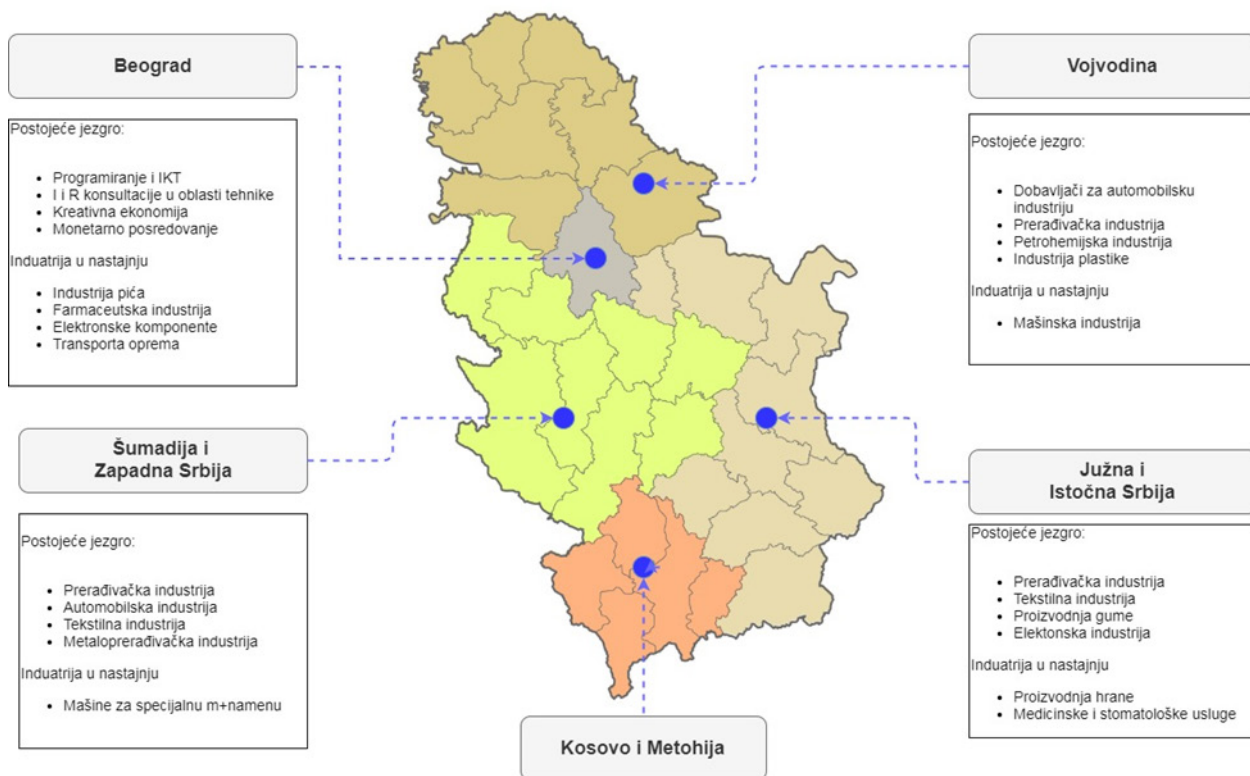 Beograd
Postojeće jezgro:
Programiranje i IKT
I i R konsultacije u oblasti tehnike
Kreativna ekonomija
Monetarno posredovanje
Induatrija u nastajnju
Industrija pića
Farmaceutska industrija
Elektronske komponente
Transporta oprema
Vojvodina
Postojeće jezgro:
Dobavljači za automobilsku
industriju
Prerađivačka industrija
Petrohemijska industrija
Industrija plastike
Induatrija u nastajnju
Mašinska industrija
Šumadija i
Zapadna Srbija
Postojeće jezgro:
Prerađivačka industrija
Automobilska industrija
Tekstilna industrija
Metaloprerađivačka industrija
Induatrija u nastajnju
Mašine za specijalnu m+namenu
Južna i
Istočna Srbija
Postojeće jezgro:
Prerađivačka industrija
Tekstilna industrija
Proizvodnja gume
Elektonska industrija
Induatrija u nastajnju
Proizvodnja hrane
Medicinske i stomatološke usluge
Kosovo i Metohija